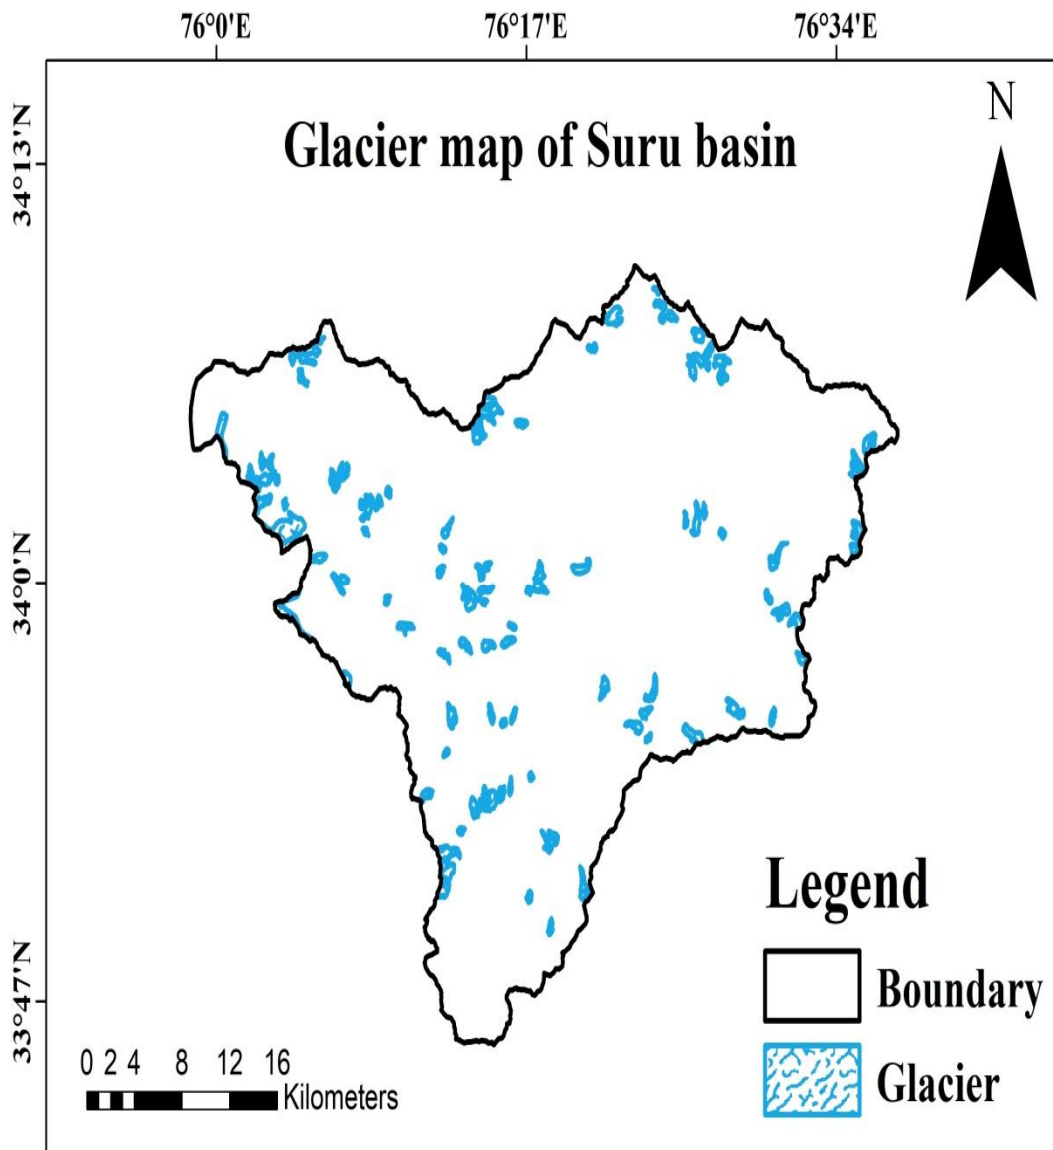 76°0'E 76°17'E 76°34'E
N
Glacier map of Suru basin
34°13'N
34°0'N
33°47'N
Legend
Boundary
Glacier
0 2 4 8 12 16
Kilometers